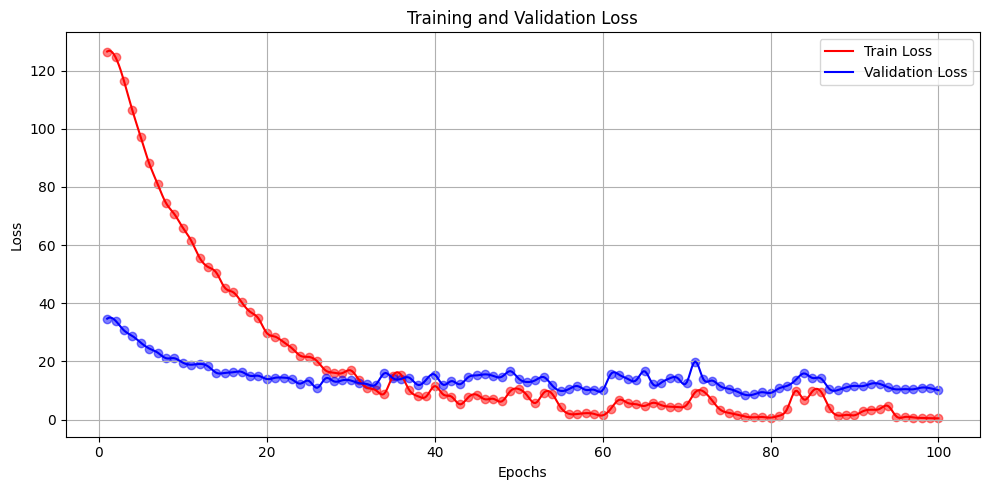 Training and Validation Loss
Train Loss
Validation Loss
120
100
80
60
40
20
0
Loss
0 20 40 60 80 100
Epochs